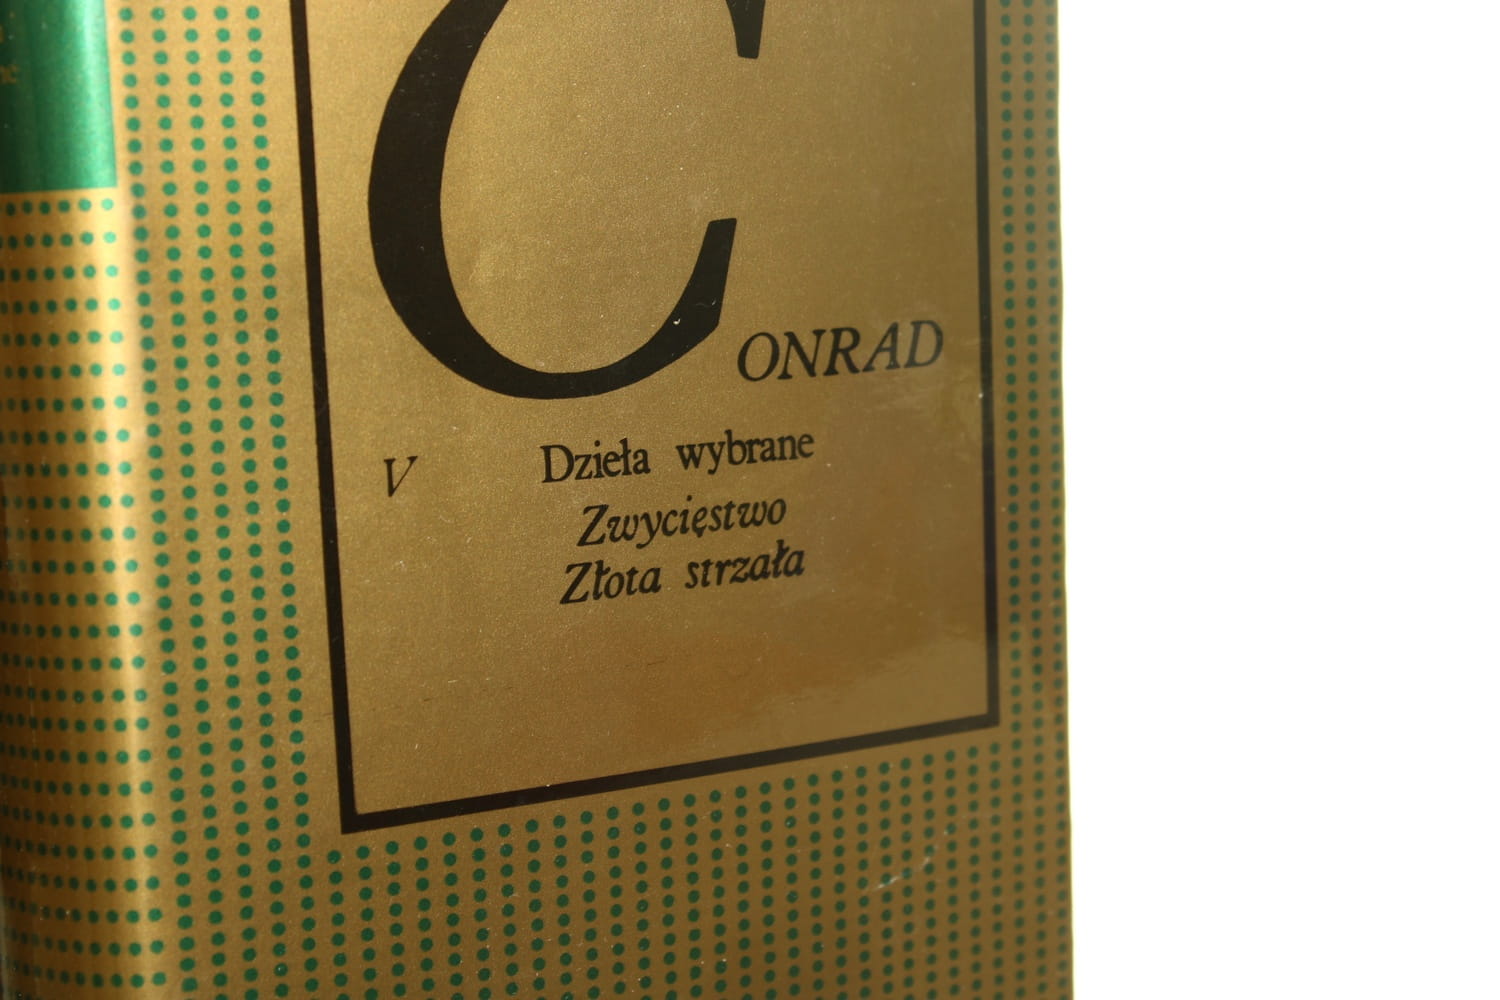 CONRAD
V Dzieła wybrane
Zwycięstwo
Złota strzała